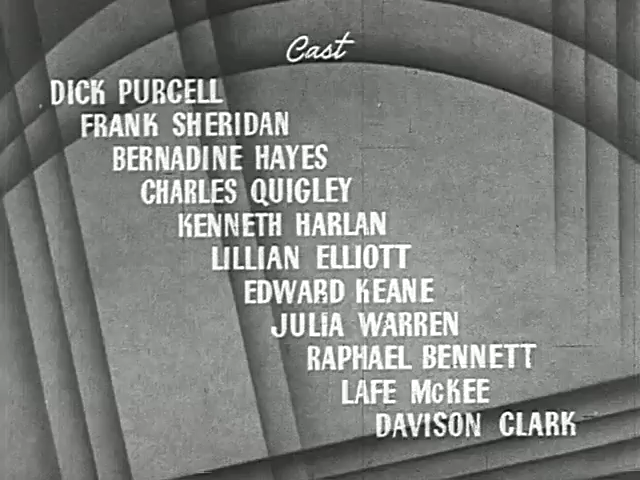 Cast
DICK PURCELL
FRANK SHERIDAN
BERNADINE HAYES
CHARLES QUIGLEY
KENNETH HARLAN
LILLIAN ELLIOTT
EDWARD KEANE
JULIA WARREN
RAPHAEL BENNETT
LAFE McKEE
DAVISON CLARK